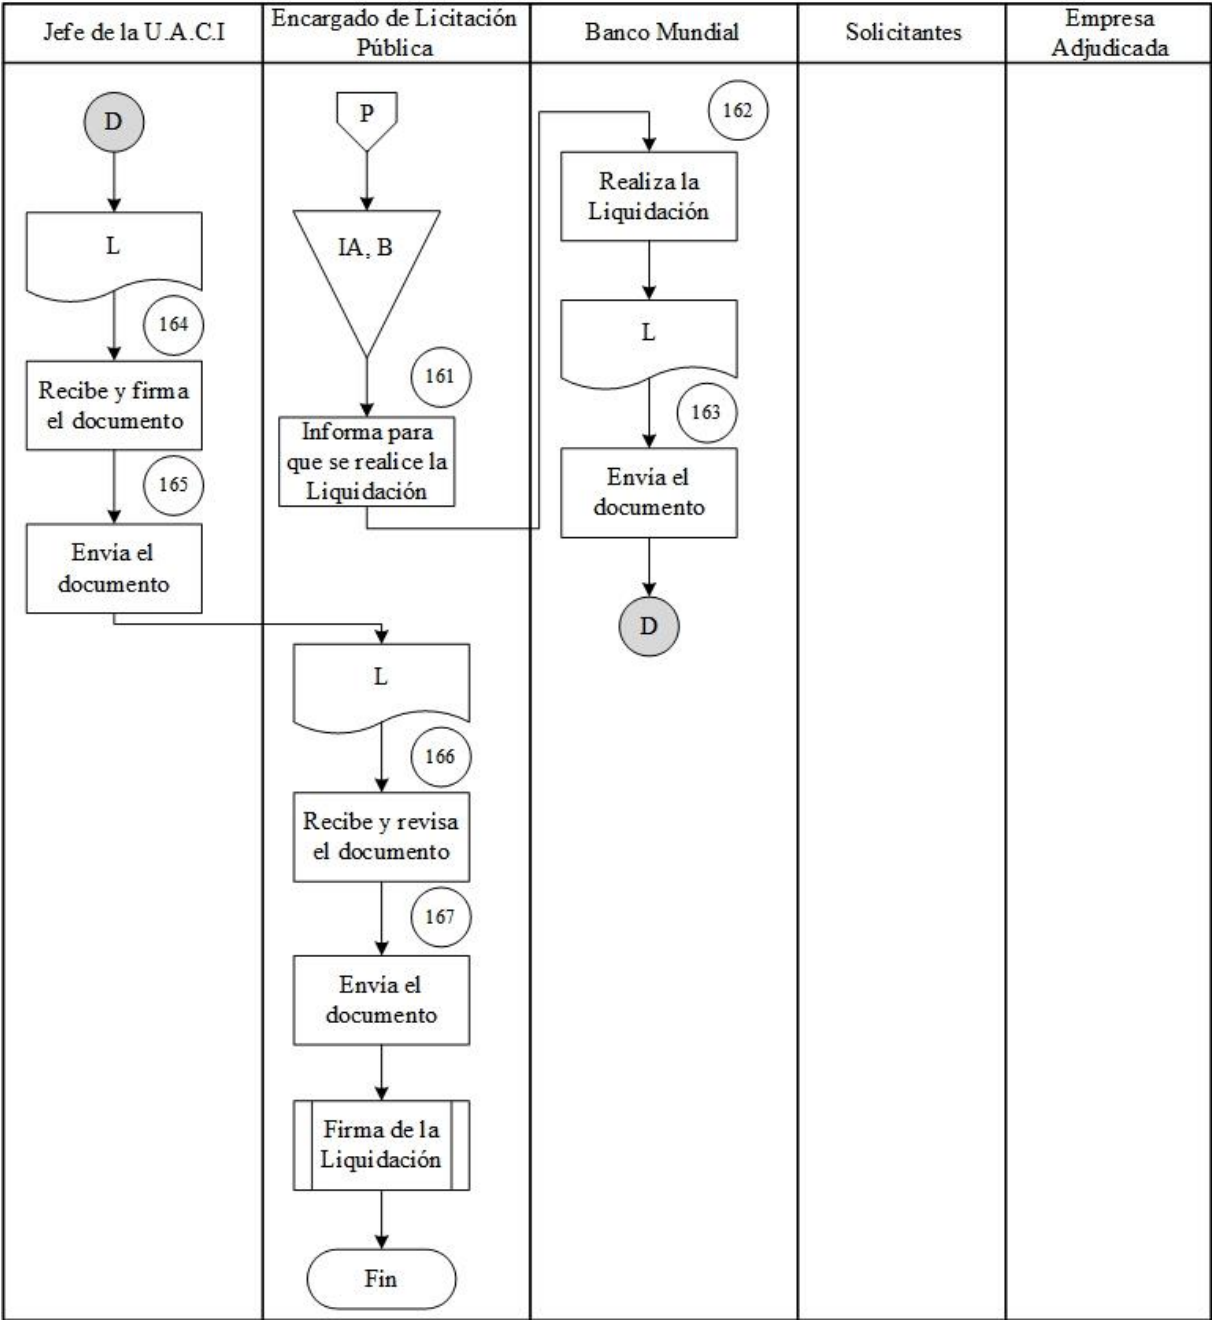 Jefe de la U.A.C.I
Encargado de Licitación
Pública
Banco Mundial
Solicitantes
Empresa
Adjudicada
D
L
164
Recibe y firma
el documento
165
Envía el
documento
P
IA, B
161
Informa para
que se realice la
Liquidación
162
Realiza la
Liquidación
L
163
Envía el
documento
D
L
166
Recibe y revisa
el documento
167
Envía el
documento
Firma de la
Liquidación
Fin